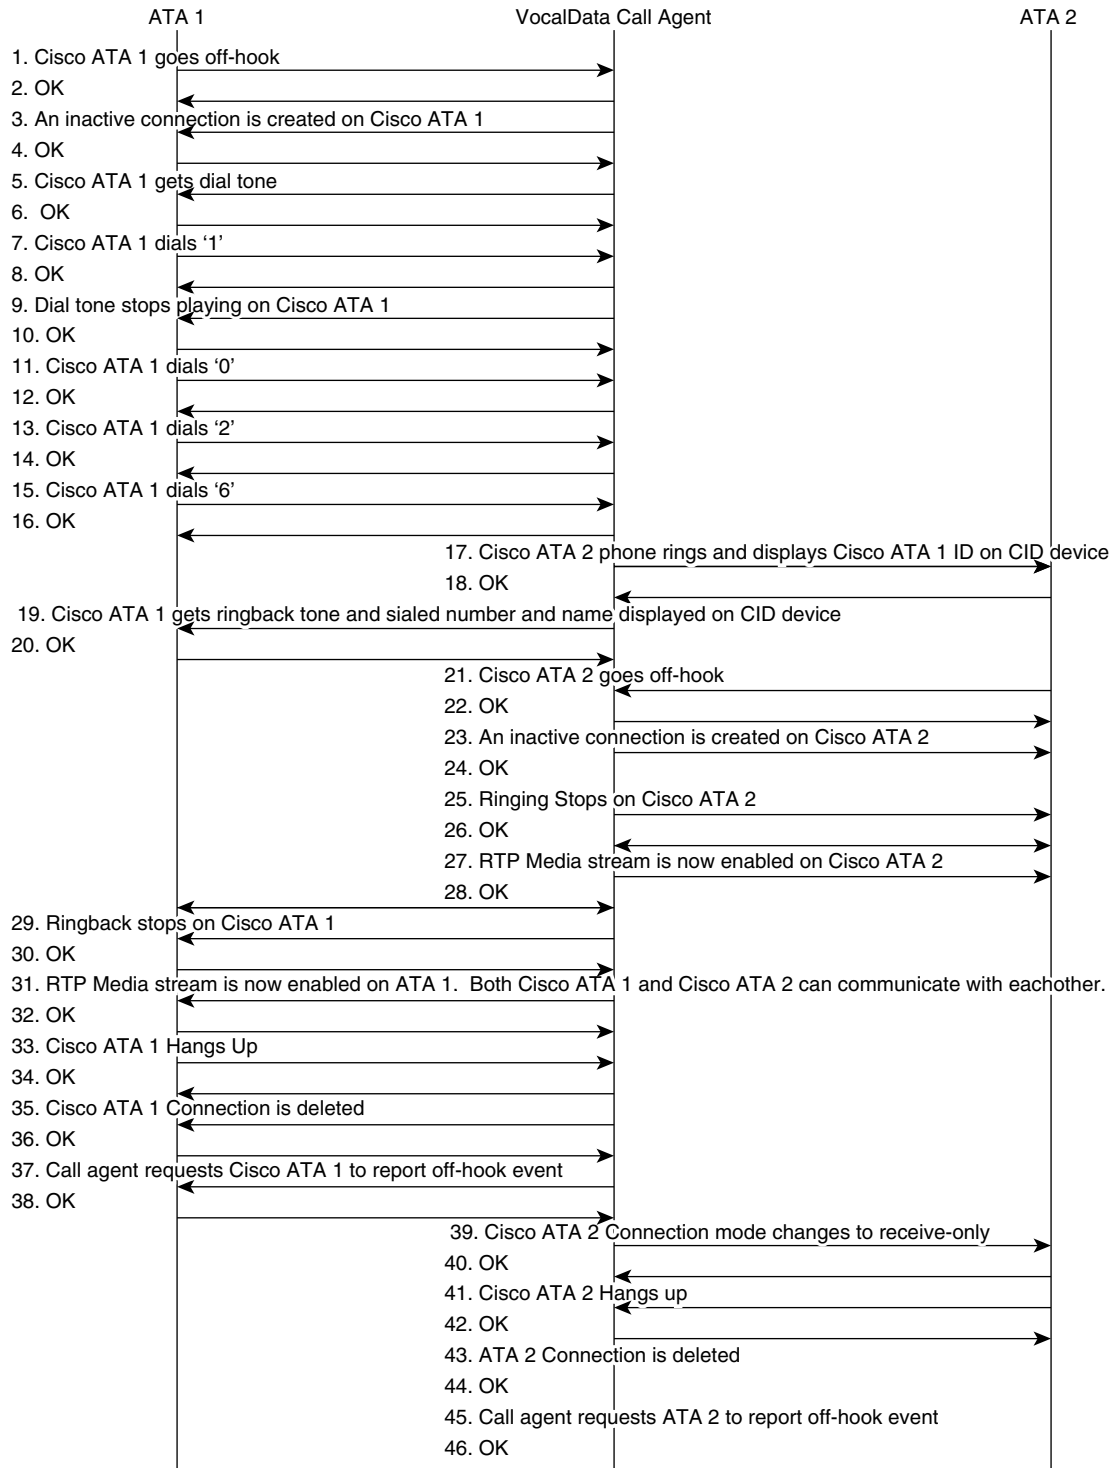 ATA 1 VocalData Call Agent ATA 2
1. Cisco ATA 1 goes off-hook
2. OK
3. An inactive connection is created on Cisco ATA 1
4. OK
5. Cisco ATA 1 gets dial tone
6. OK
7. Cisco ATA 1 dials ‘1’
8. OK
9. Dial tone stops playing on Cisco ATA 1
10. OK
11. Cisco ATA 1 dials ‘0’
12. OK
13. Cisco ATA 1 dials ‘2’
14. OK
15. Cisco ATA 1 dials ‘6’
16. OK
17. Cisco ATA 2 phone rings and displays Cisco ATA 1 ID on CID device
18. OK
19. Cisco ATA 1 gets ringback tone and sialed number and name displayed on CID device
20. OK
21. Cisco ATA 2 goes off-hook
22. OK
23. An inactive connection is created on Cisco ATA 2
24. OK
25. Ringing Stops on Cisco ATA 2
26. OK
27. RTP Media stream is now enabled on Cisco ATA 2
28. OK
29. Ringback stops on Cisco ATA 1
30. OK
31. RTP Media stream is now enabled on ATA 1. Both Cisco ATA 1 and Cisco ATA 2 can communicate with eachother.
32. OK
33. Cisco ATA 1 Hangs Up
34. OK
35. Cisco ATA 1 Connection is deleted
36. OK
37. Call agent requests Cisco ATA 1 to report off-hook event
38. OK
39. Cisco ATA 2 Connection mode changes to receive-only
40. OK
41. Cisco ATA 2 Hangs up
42. OK
43. ATA 2 Connection is deleted
44. OK
45. Call agent requests ATA 2 to report off-hook event
46. OK